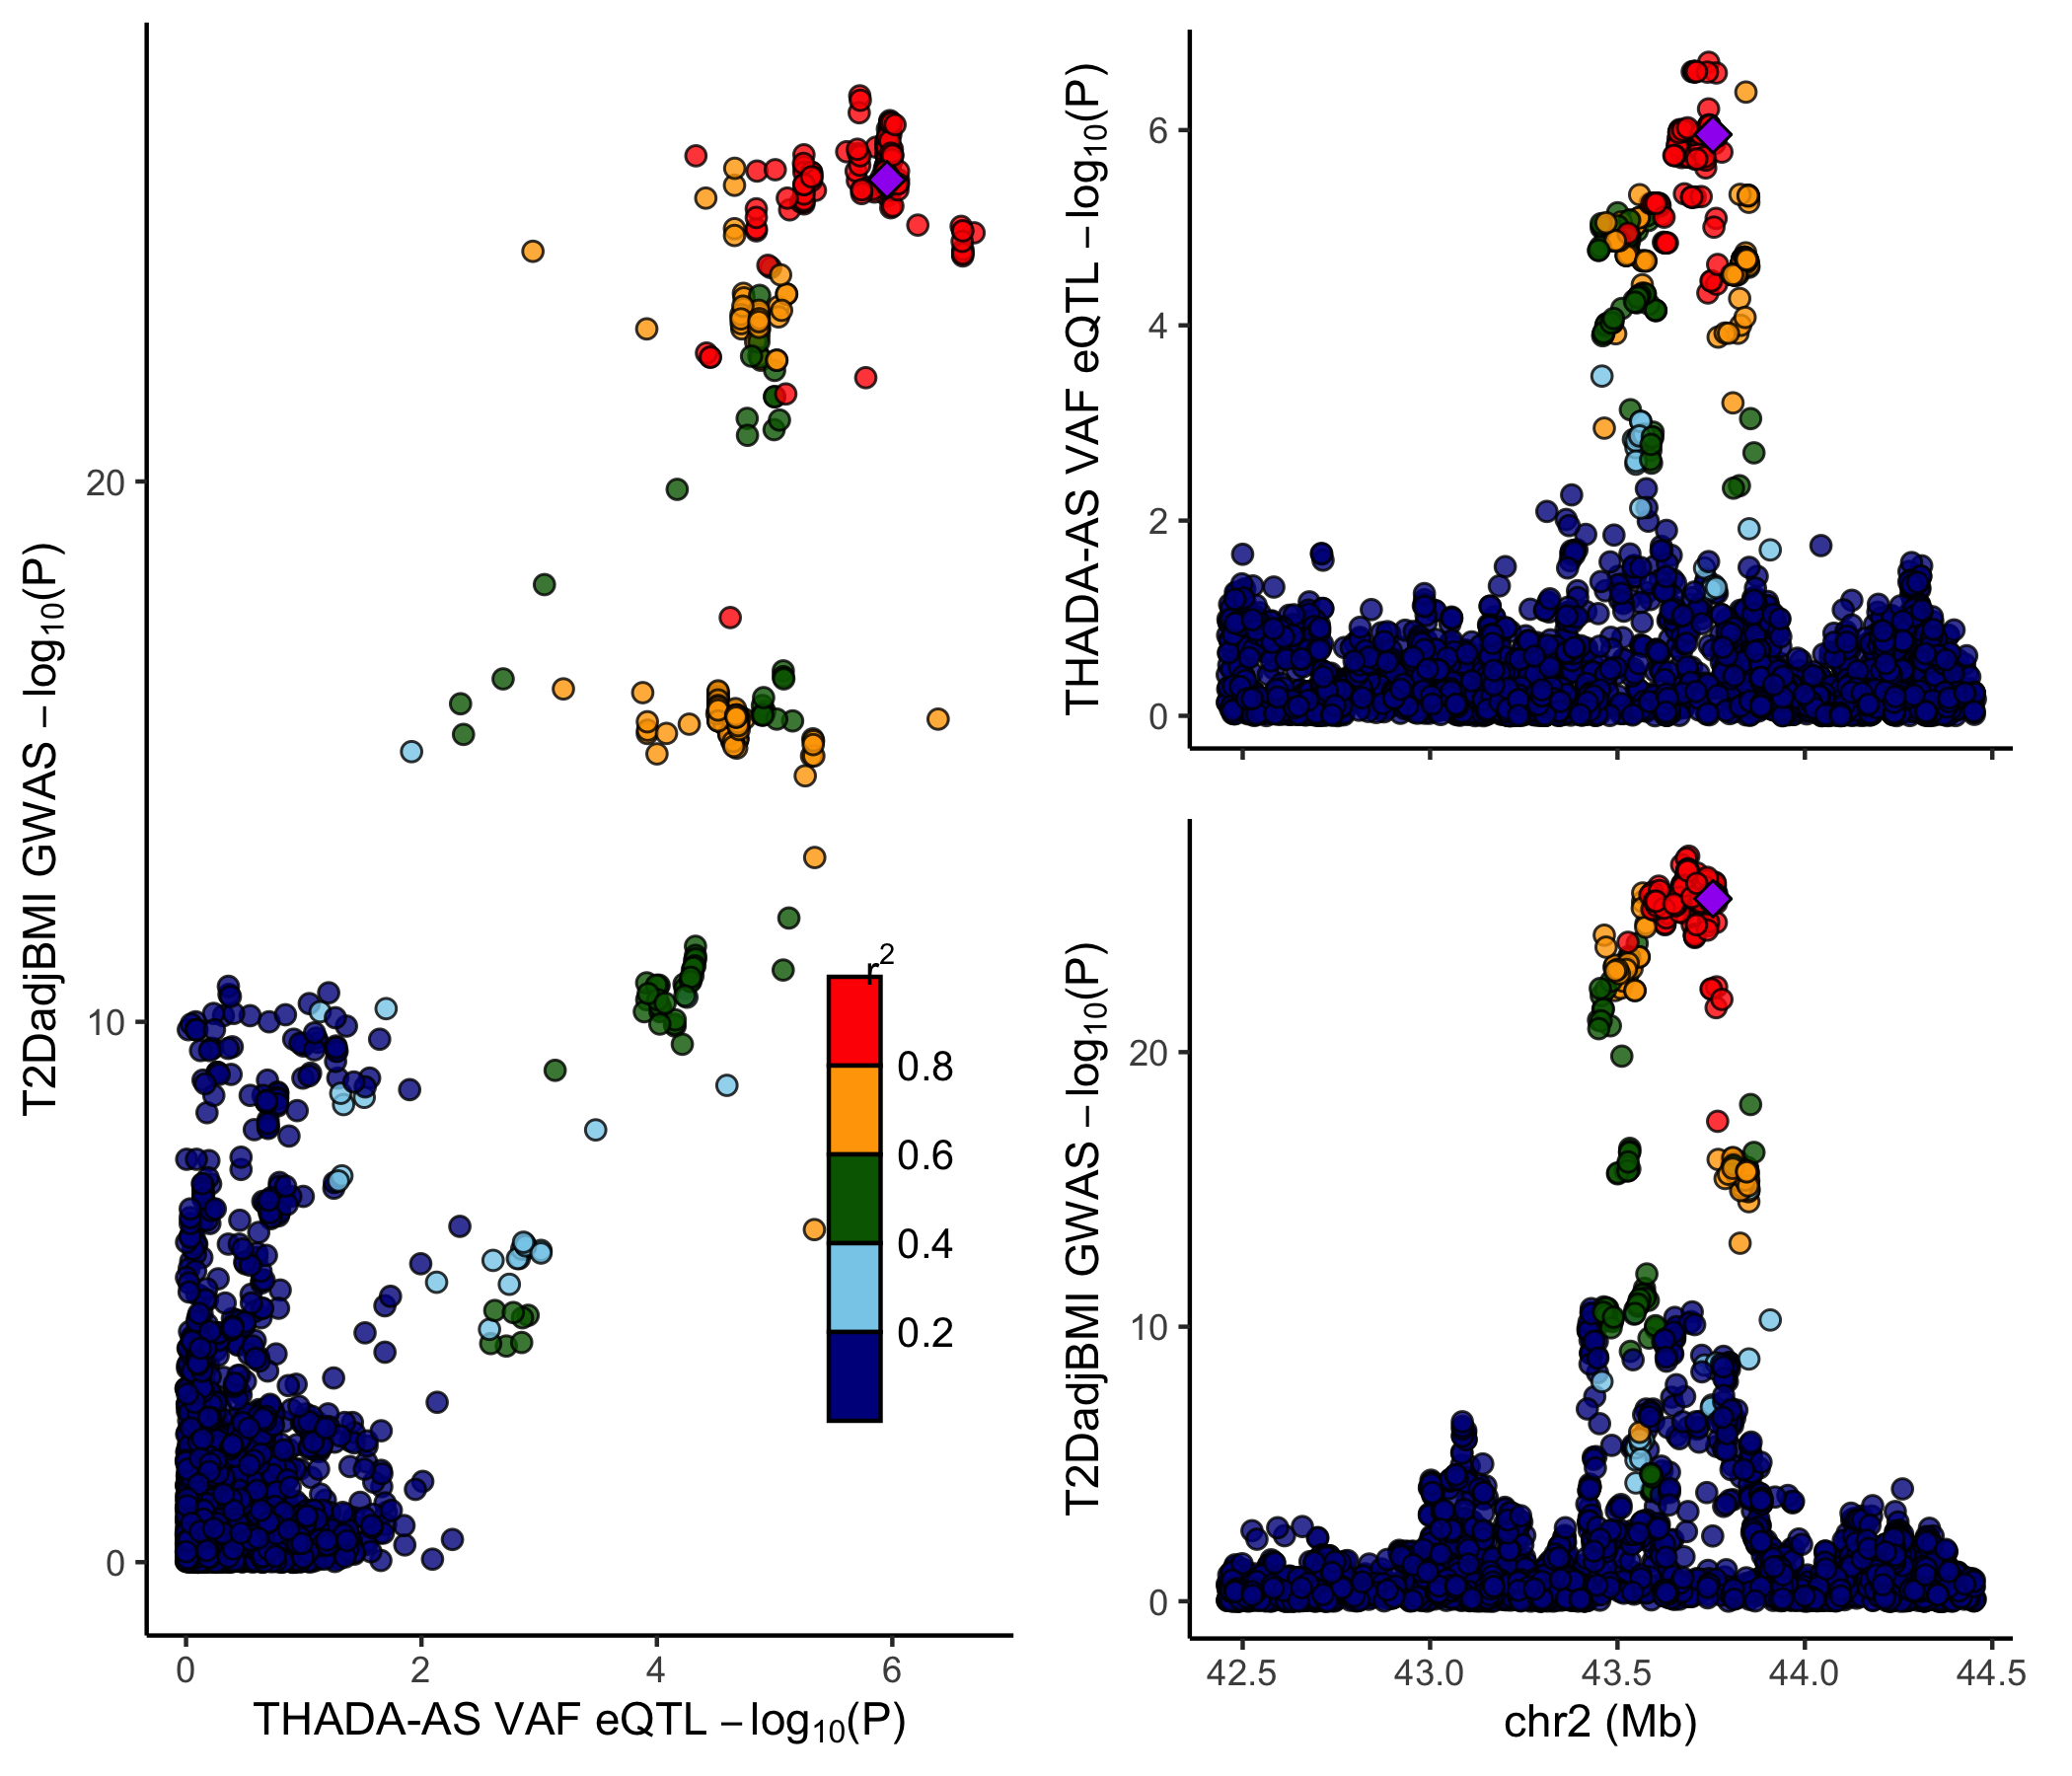 T2DadjBMI GWAS – log10(P)
20
10
0
0 2 4 6
THADA-AS VAF eQTL – log10(P)
r2
0.8
0.6
0.4
0.2
THADA-AS VAF eQTL – log10(P)
6
4
2
0
T2DadjBMI GWAS – log10(P)
20
10
0
42.5 43.0 43.5 44.0 44.5
chr2 (Mb)